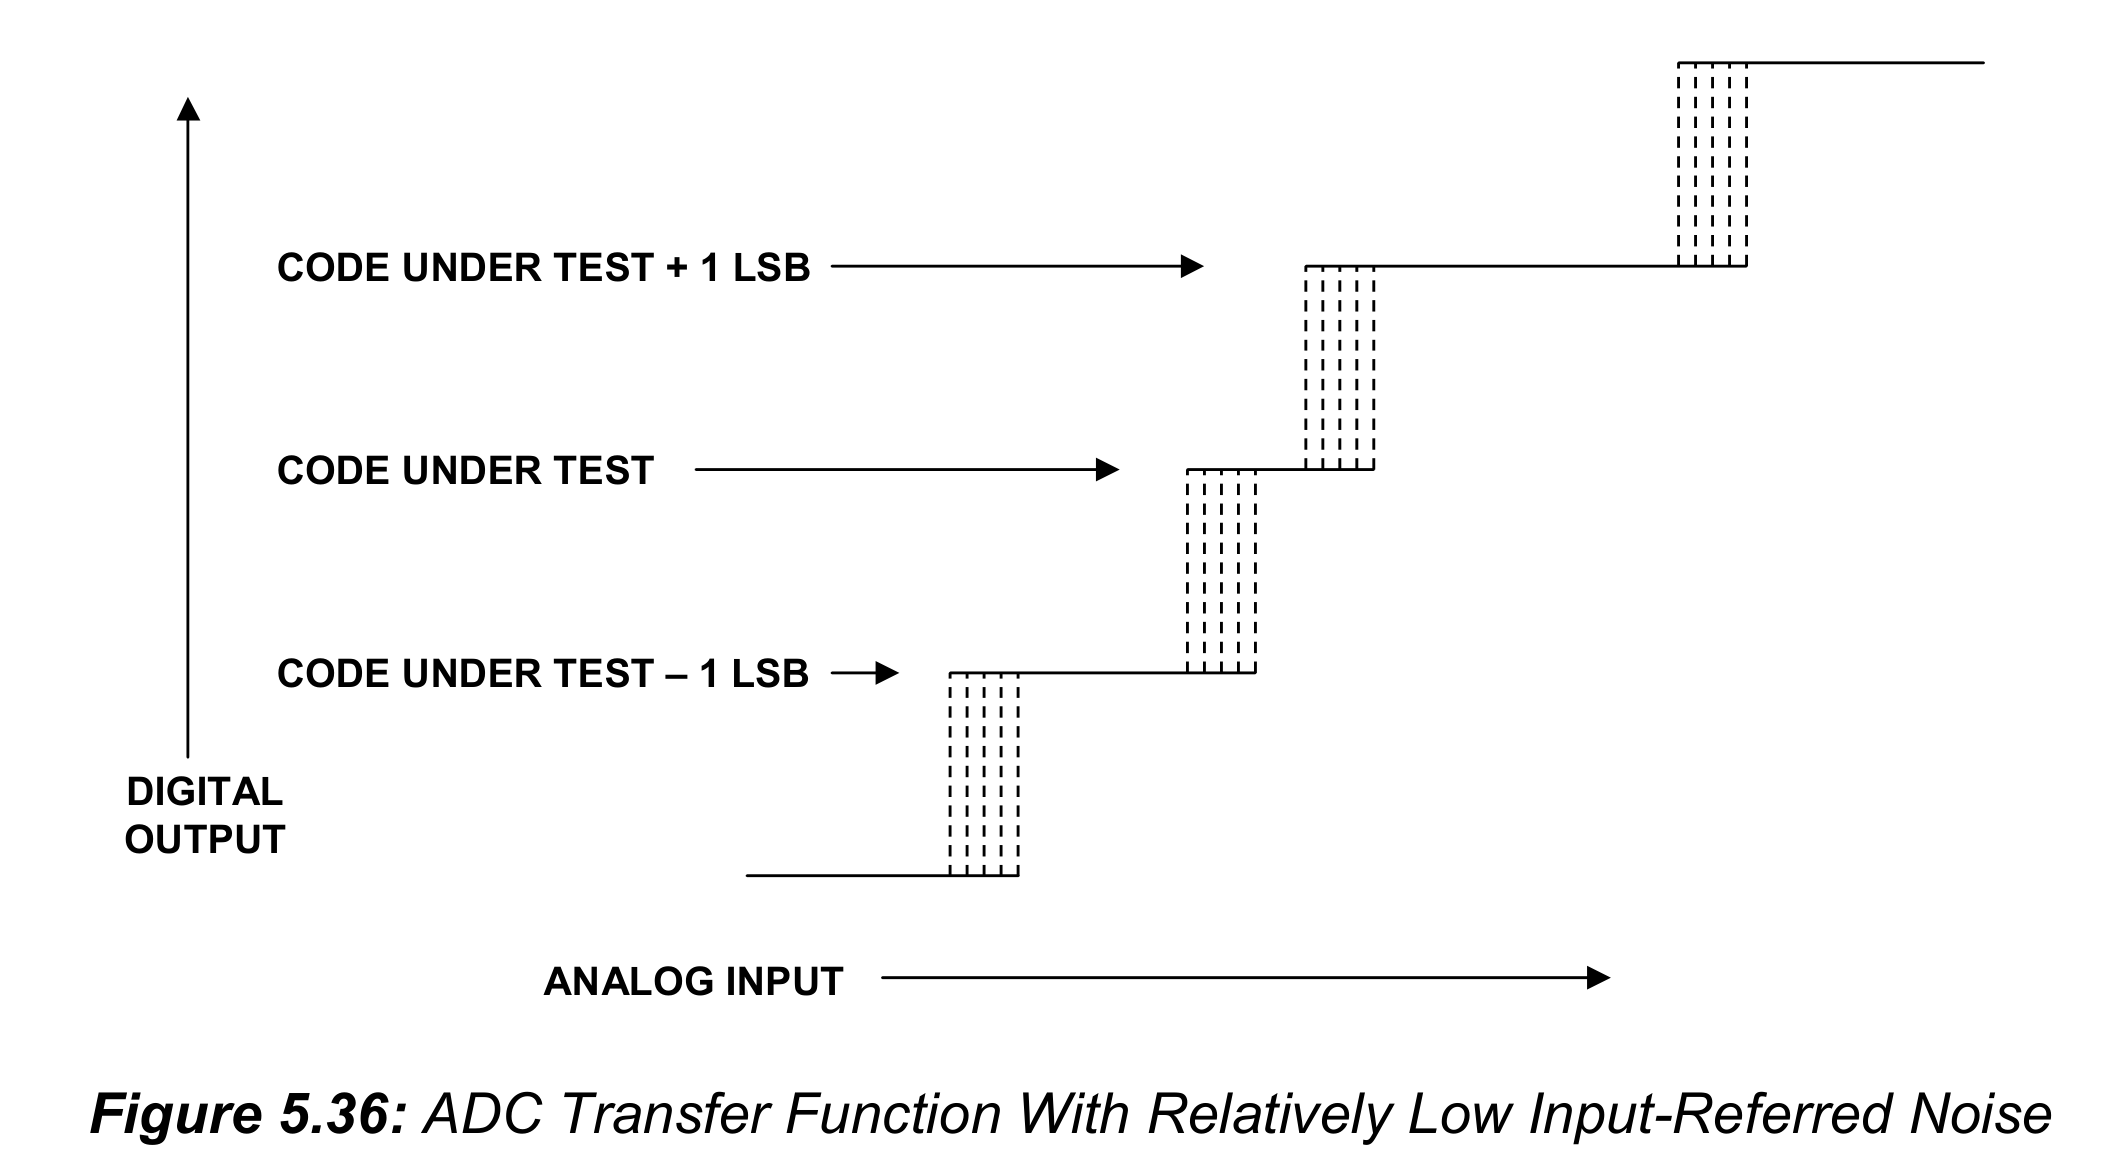 CODE UNDER TEST + 1 LSB
CODE UNDER TEST
CODE UNDER TEST – 1 LSB
DIGITAL
OUTPUT
ANALOG INPUT
Figure 5.36: ADC Transfer Function With Relatively Low Input-Referred Noise